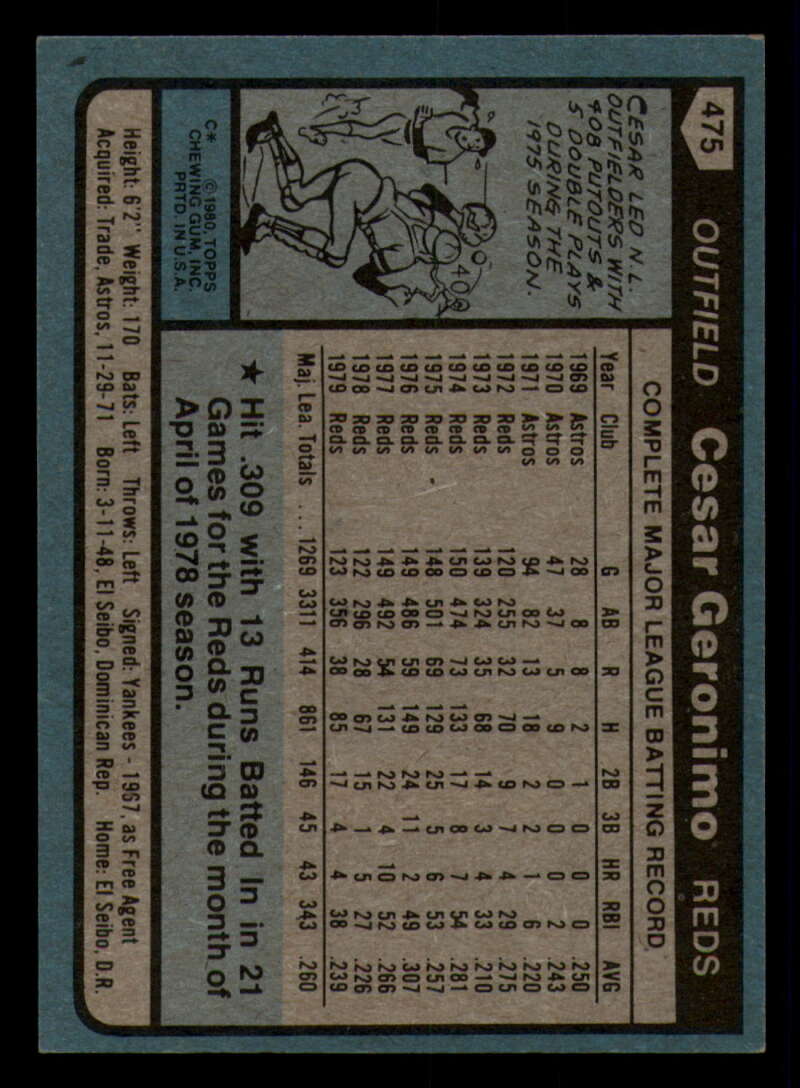 475 OUTFIELD Cesar Geronimo REDS
CESAR LED N.L.
OUTFIELDERS WITH
408 PUTOUTS &
5 DOUBLE PLAYS
DURING THE
1975 SEASON.
408
C* © 1980, TOPPS
CHEWING GUM, INC.
PRTD. IN U.S.A.
COMPLETE MAJOR LEAGUE BATTING RECORD
Year Club G AB R H 2B 3B HR RBI AVG
1969 Astros 28 8 8 2 1 0 0 0 .250
1970 Astros 47 37 5 9 0 0 0 2 .243
1971 Astros 94 82 13 18 2 2 1 6 .220
1972 Reds 120 255 32 70 9 7 4 29 .275
1973 Reds 139 324 35 68 14 3 4 33 .210
1974 Reds 150 474 73 133 17 8 7 54 .281
1975 Reds 148 501 69 129 25 5 6 53 .257
1976 Reds 149 486 59 149 24 11 2 49 .307
1977 Reds 149 492 54 131 22 4 10 52 .266
1978 Reds 122 296 28 67 15 1 5 27 .226
1979 Reds 123 356 38 85 17 4 4 38 .239
Maj. Lea. Totals ... 1269 3311 414 861 146 45 43 343 .260
★ Hit .309 with 13 Runs Batted In in 21
Games for the Reds during the month of
April of 1978 season.
Height: 6'2" Weight: 170 Bats: Left Throws: Left Signed: Yankees - 1967, as Free Agent
Acquired: Trade, Astros, 11-29-71 Born: 3-11-48, El Seibo, Dominican Rep. Home: El Seibo, D.R.